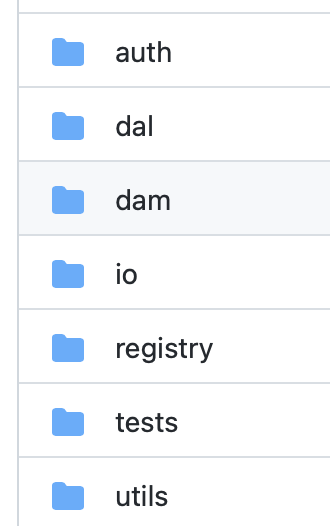 auth
dal
dam
io
registry
tests
utils